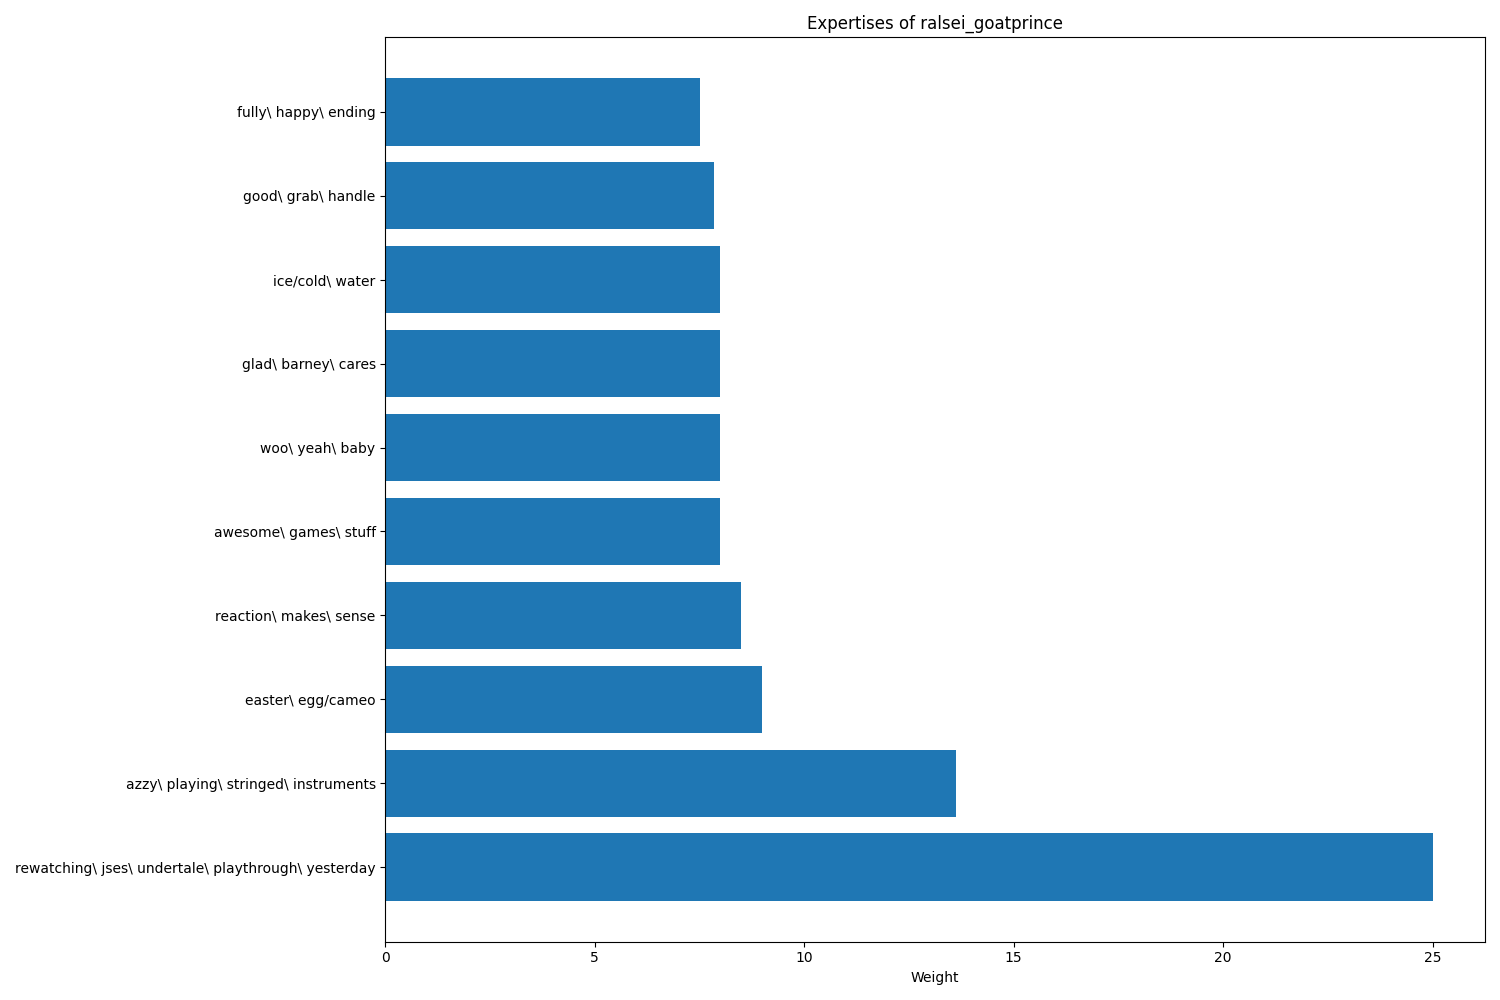 Expertises of ralsei_goatprince
fully\ happy\ ending
good\ grab\ handle
ice/cold\ water
glad\ barney\ cares
woo\ yeah\ baby
awesome\ games\ stuff
reaction\ makes\ sense
easter\ egg/cameo
azzy\ playing\ stringed\ instruments
rewatching\ jses\ undertale\ playthrough\ yesterday
0 5 10 15 20 25
Weight